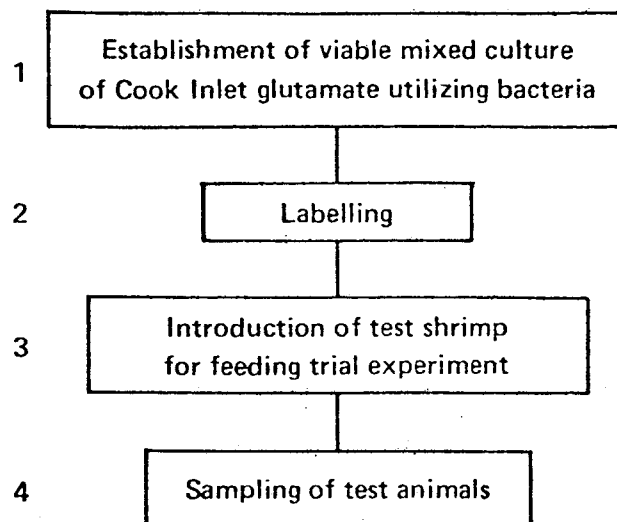 1
Establishment of viable mixed culture
of Cook Inlet glutamate utilizing bacteria
2
Labelling
3
Introduction of test shrimp
for feeding trial experiment
4
Sampling of test animals